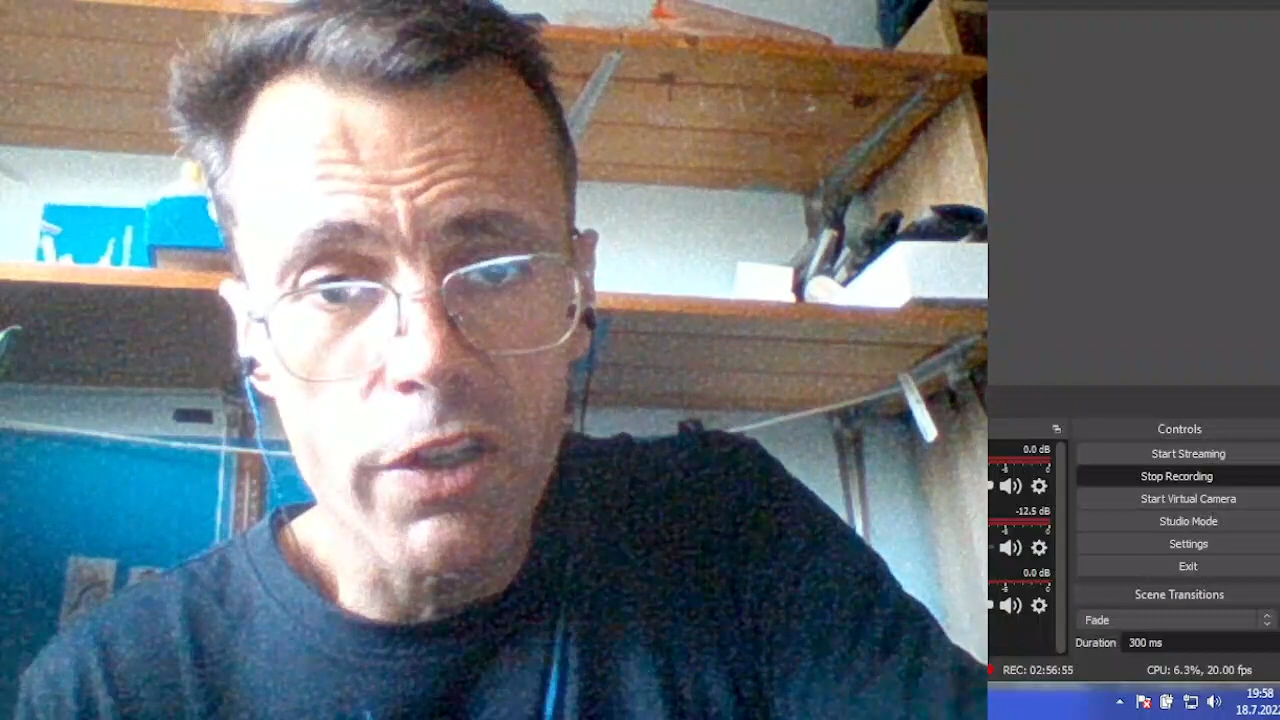 Controls
0.0 dB
Start Streaming
Stop Recording
Start Virtual Camera
-12.5 dB
Studio Mode
Settings
Exit
0.0 dB
Scene Transitions
Fade
Duration 300 ms
REC: 02:56:55
CPU: 6.3%, 20.00 fps
19:58